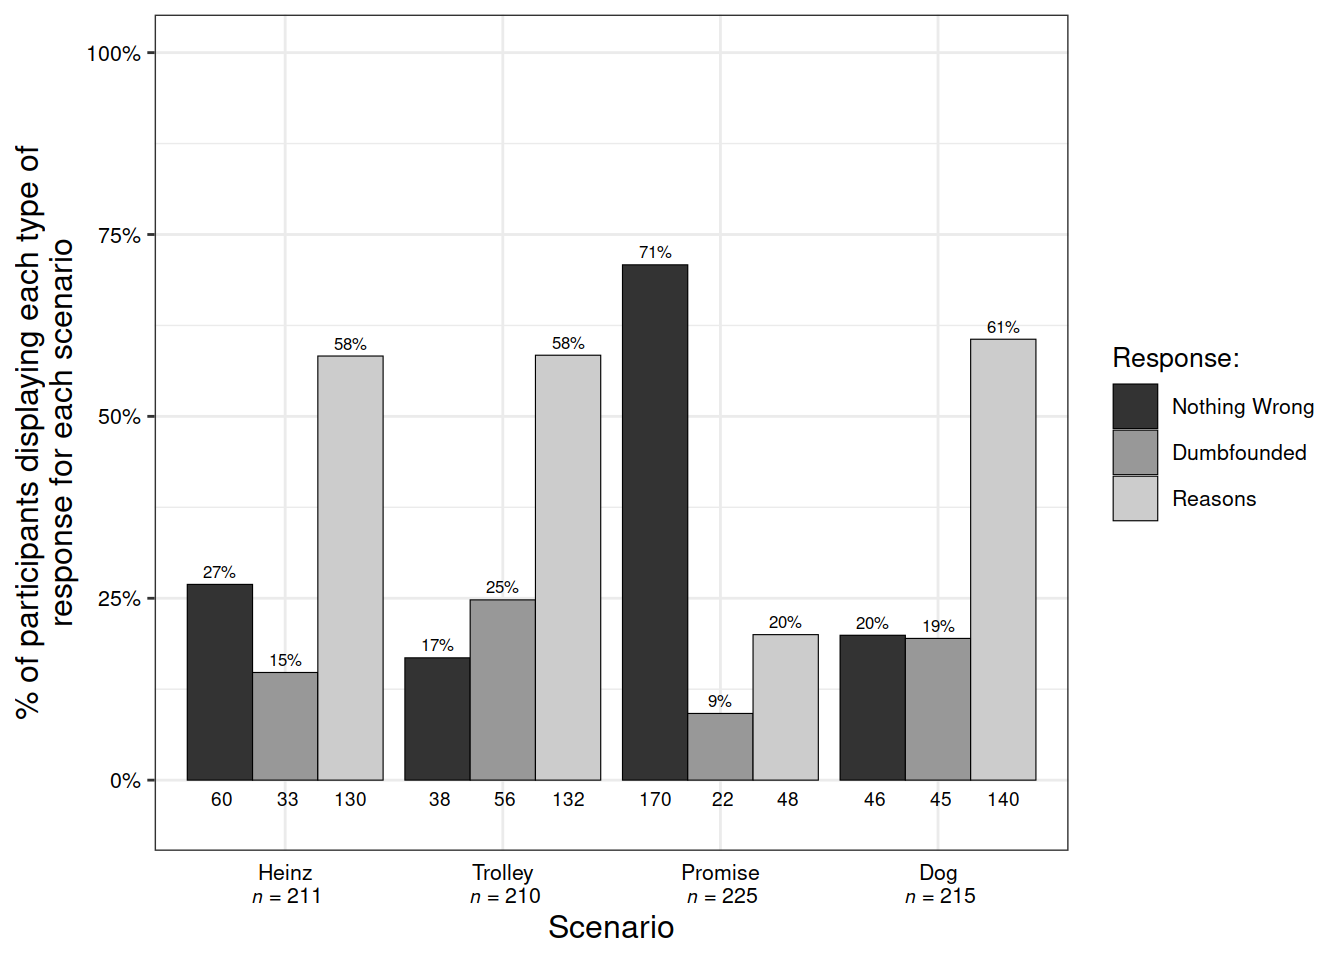 % of participants displaying each type of
response for each scenario
100%
75%
50%
25%
0%
27%
15%
58%
17%
25%
58%
71%
9%
20%
20%
19%
61%
60 33 130 38 56 132 170 22 48 46 45 140
Heinz Trolley Promise Dog
n = 211 n = 210 n = 225 n = 215
Scenario
Response:
Nothing Wrong
Dumbfounded
Reasons